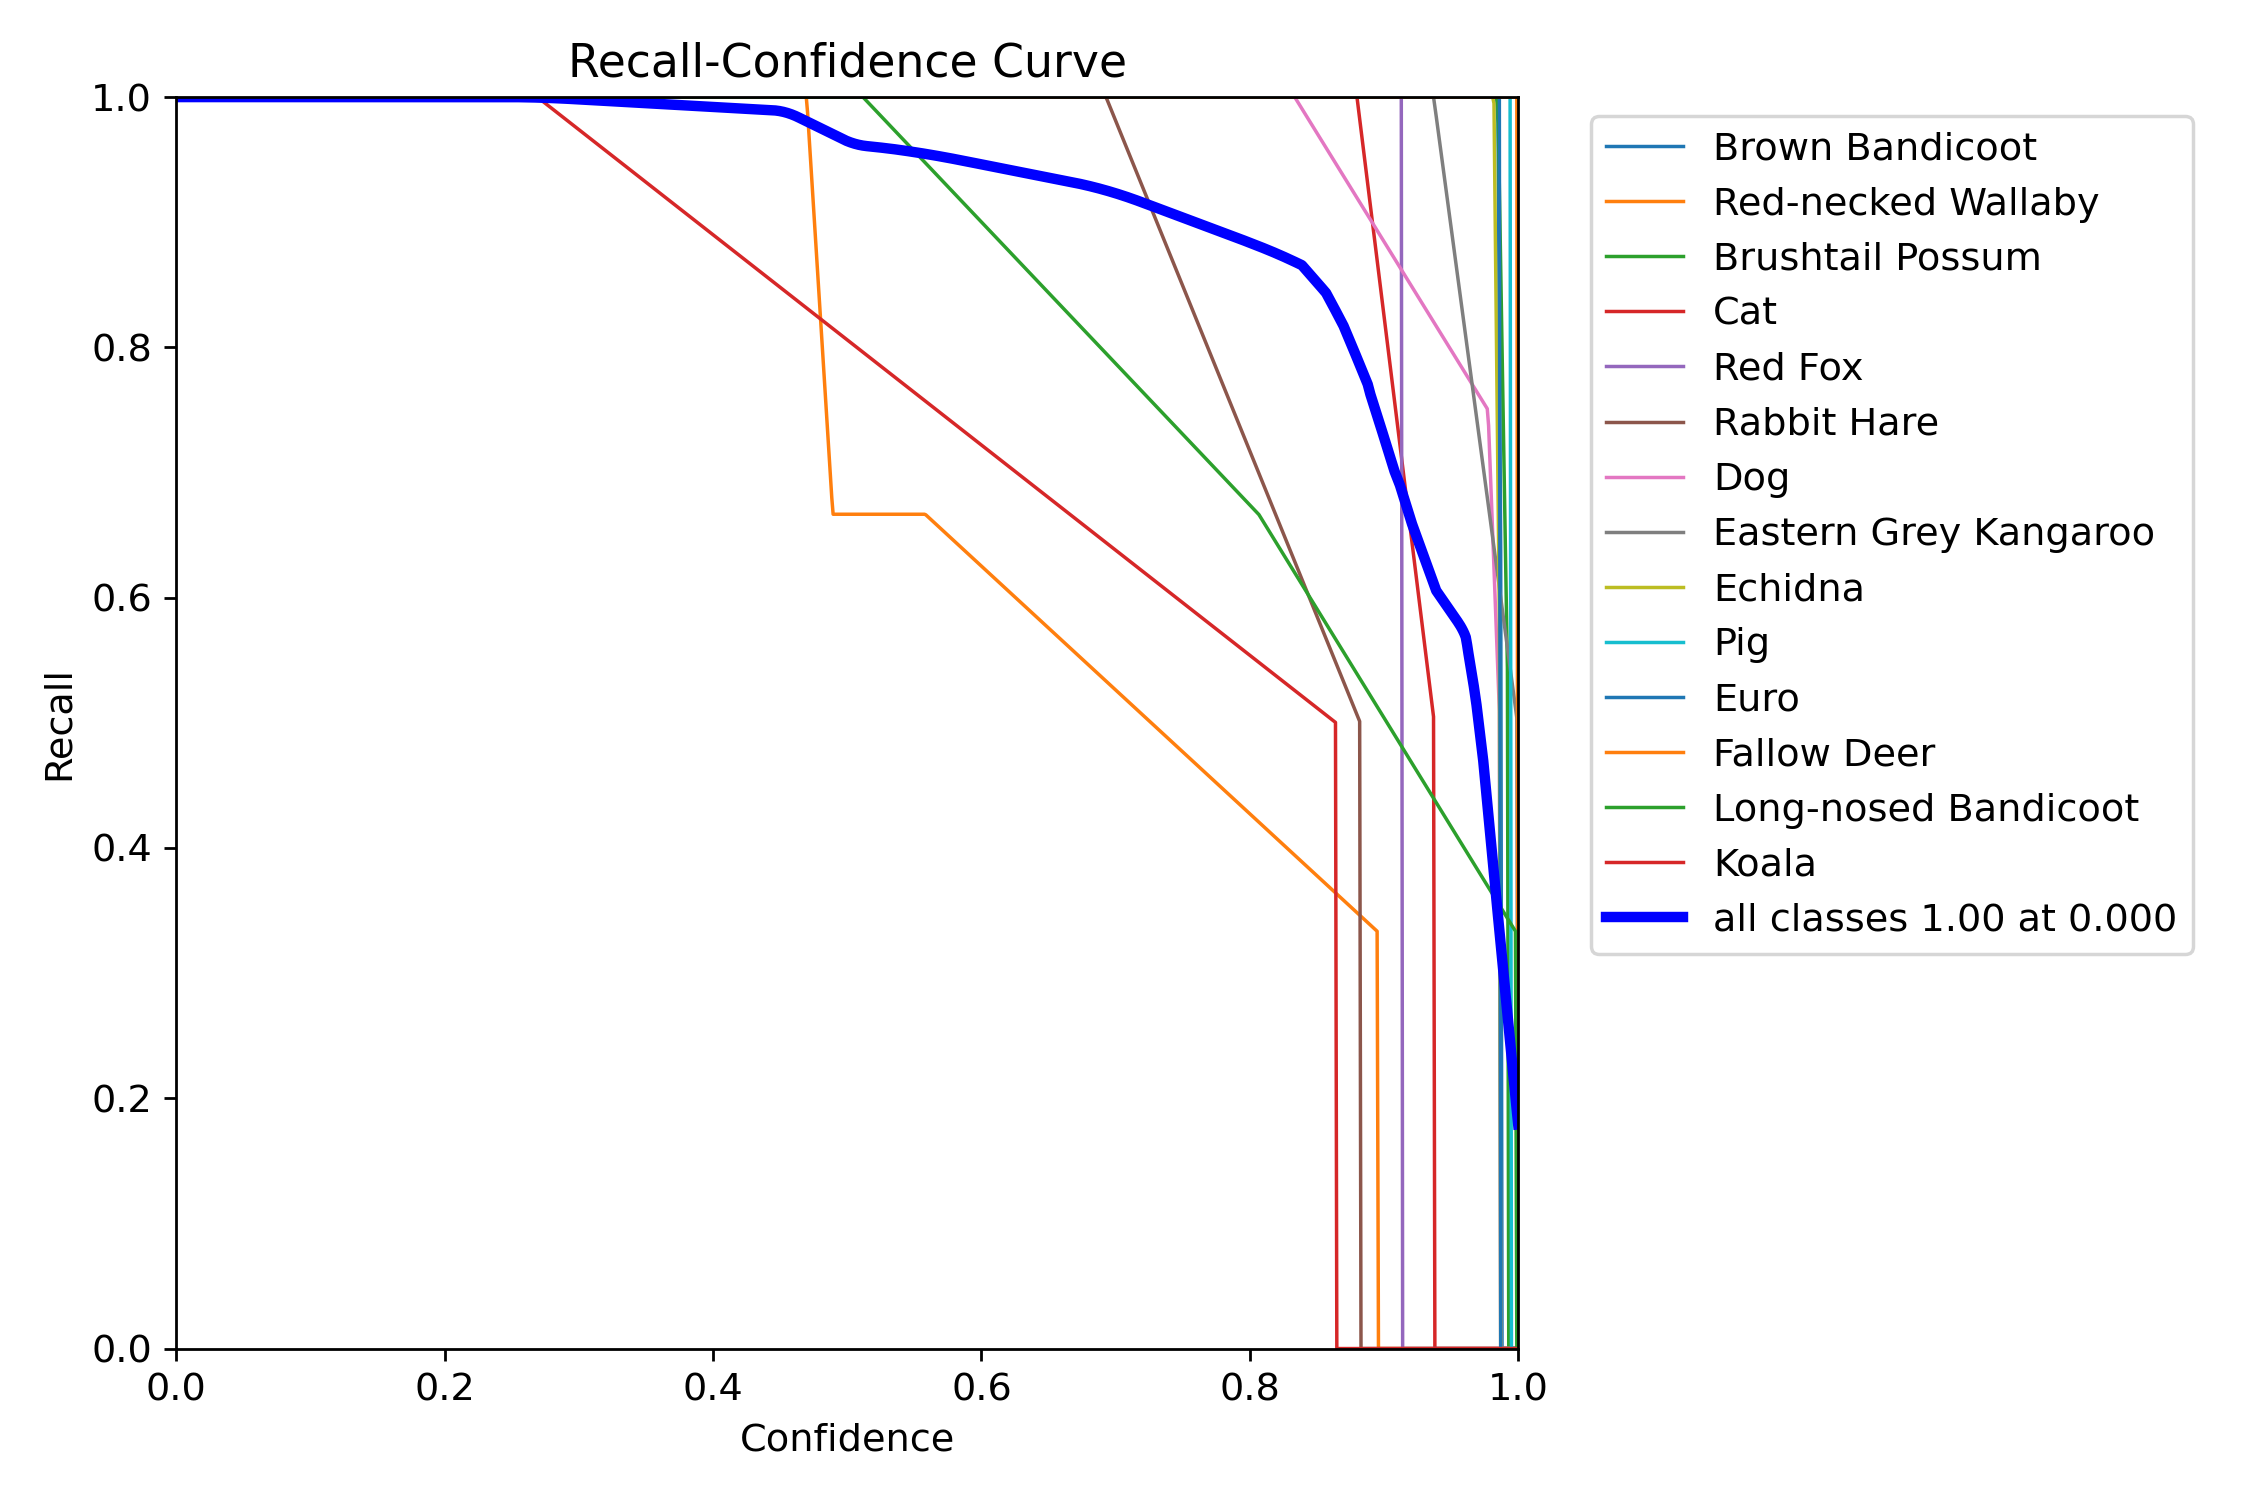 Recall-Confidence Curve
1.0
0.8
0.6
0.4
0.2
0.0
Recall
0.0 0.2 0.4 0.6 0.8 1.0
Confidence
Brown Bandicoot
Red-necked Wallaby
Brushtail Possum
Cat
Red Fox
Rabbit Hare
Dog
Eastern Grey Kangaroo
Echidna
Pig
Euro
Fallow Deer
Long-nosed Bandicoot
Koala
all classes 1.00 at 0.000